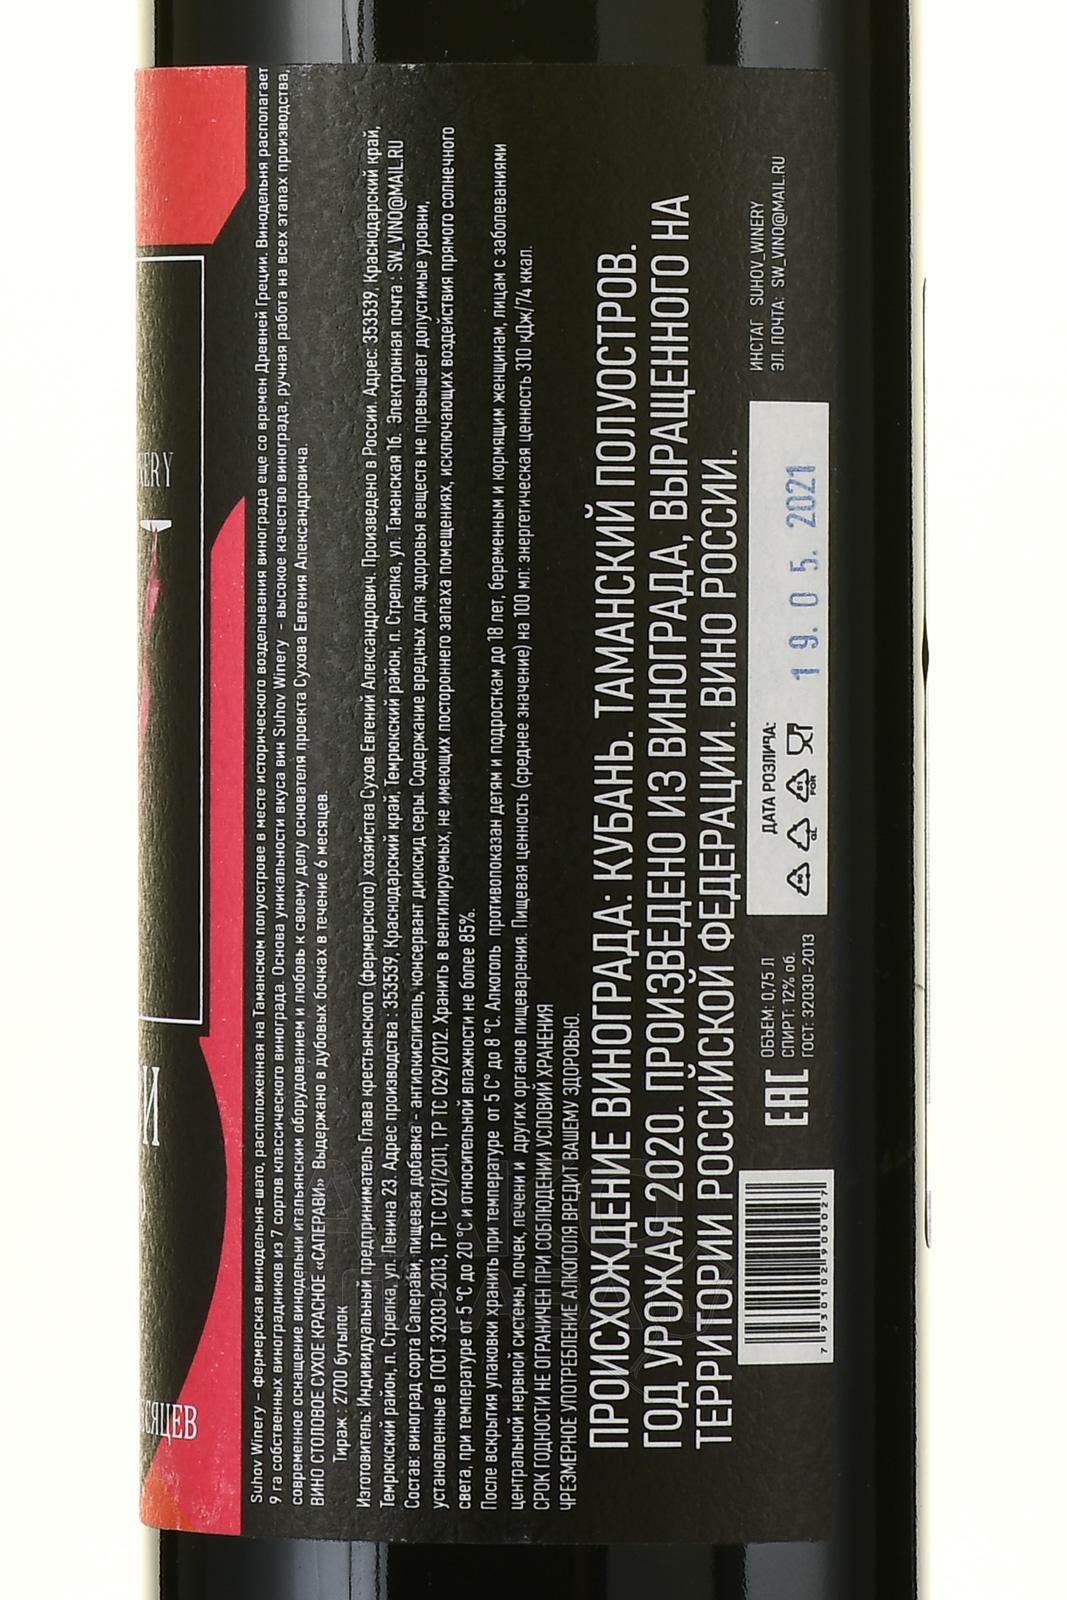 ERY
И
СЯЦЕВ
Suhov Winery - фермерская винодельня-шато, расположенная на Таманском полуострове в месте исторического возделывания винограда еще со времен Древней Греции. Винодельня располагает
9 га собственных виноградников из 7 сортов классического винограда. Основа уникальности вкуса вин Suhov Winery - высокое качество винограда, ручная работа на всех этапах производства,
современное оснащение винодельни итальянским оборудованием и любовь к своему делу основателя проекта Сухова Евгения Александровича.
ВИНО СТОЛОВОЕ СУХОЕ КРАСНОЕ «САПЕРАВИ» Выдержано в дубовых бочках в течение 6 месяцев.
Тираж : 2700 бутылок
Изготовитель: Индивидуальный предприниматель Глава крестьянского (фермерского) хозяйства Сухов Евгений Александрович. Произведено в России. Адрес: 353539, Краснодарский край,
Темрюкский район, п. Стрелка, ул. Ленина 23. Адрес производства : 353539, Краснодарский край, Темрюкский район, п. Стрелка, ул. Таманская 16. Электронная почта : SW_VINO@MAIL.RU
Состав: виноград сорта Саперави, пищевая добавка - антиокислитель, консервант диоксид серы. Содержание вредных для здоровья веществ не превышает допустимые уровни,
установленные в ГОСТ 32030-2013, ТР ТС 021/2011, ТР ТС 029/2012. Хранить в вентилируемых, не имеющих постороннего запаха помещениях, исключающих воздействия прямого солнечного
света, при температуре от 5 °С до 20 °С и относительной влажности не более 85%.
После вскрытия упаковки хранить при температуре от 5 С° до 8 °С. Алкоголь противопоказан детям и подросткам до 18 лет, беременным и кормящим женщинам, лицам с заболеваниями
центральной нервной системы, почек, печени и других органов пищеварения. Пищевая ценность (среднее значение) на 100 мл: энергетическая ценность 310 кДж/74 ккал.
СРОК ГОДНОСТИ НЕ ОГРАНИЧЕН ПРИ СОБЛЮДЕНИИ УСЛОВИЙ ХРАНЕНИЯ
ЧРЕЗМЕРНОЕ УПОТРЕБЛЕНИЕ АЛКОГОЛЯ ВРЕДИТ ВАШЕМУ ЗДОРОВЬЮ.
ПРОИСХОЖДЕНИЕ ВИНОГРАДА: КУБАНЬ. ТАМАНСКИЙ ПОЛУОСТРОВ.
ГОД УРОЖАЯ 2020. ПРОИЗВЕДЕНО ИЗ ВИНОГРАДА, ВЫРАЩЕННОГО НА
ТЕРРИТОРИИ РОССИЙСКОЙ ФЕДЕРАЦИИ. ВИНО РОССИИ.
7930102900027
EAC
ОБЪЕМ: 0,75 Л
СПИРТ: 12% об.
ГОСТ: 32030-2013
ДАТА РОЗЛИВА:
19. 05. 2021
GL
FOR
ИНСТАГ SUHOV_WINERY
ЭЛ. ПОЧТА: SW_VINO@MAIL.RU